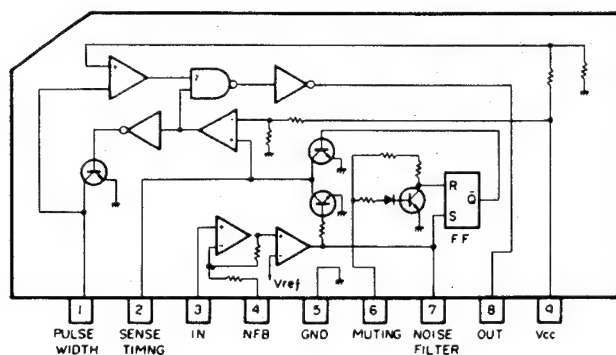 R
Q̄
S
FF
Vref
1 2 3 4 5 6 7 8 9
PULSE WIDTH
SENSE TIMNG
IN
NFB
GND
MUTING
NOISE FILTER
OUT
Vcc